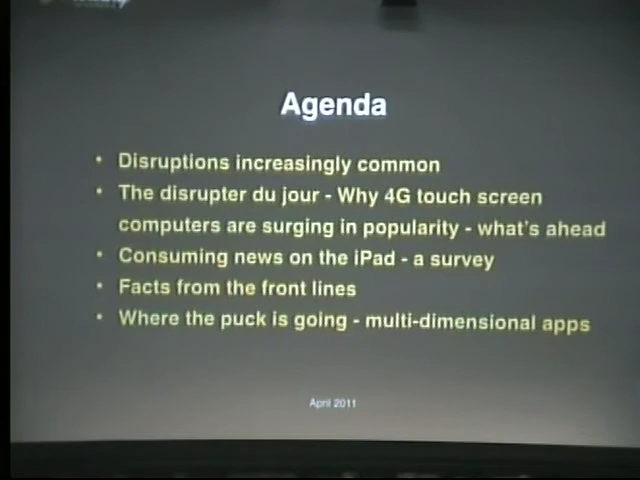 Agenda
• Disruptions increasingly common
• The disrupter du jour - Why 4G touch screen
computers are surging in popularity - what's ahead
• Consuming news on the iPad - a survey
• Facts from the front lines
• Where the puck is going - multi-dimensional apps
April 2011